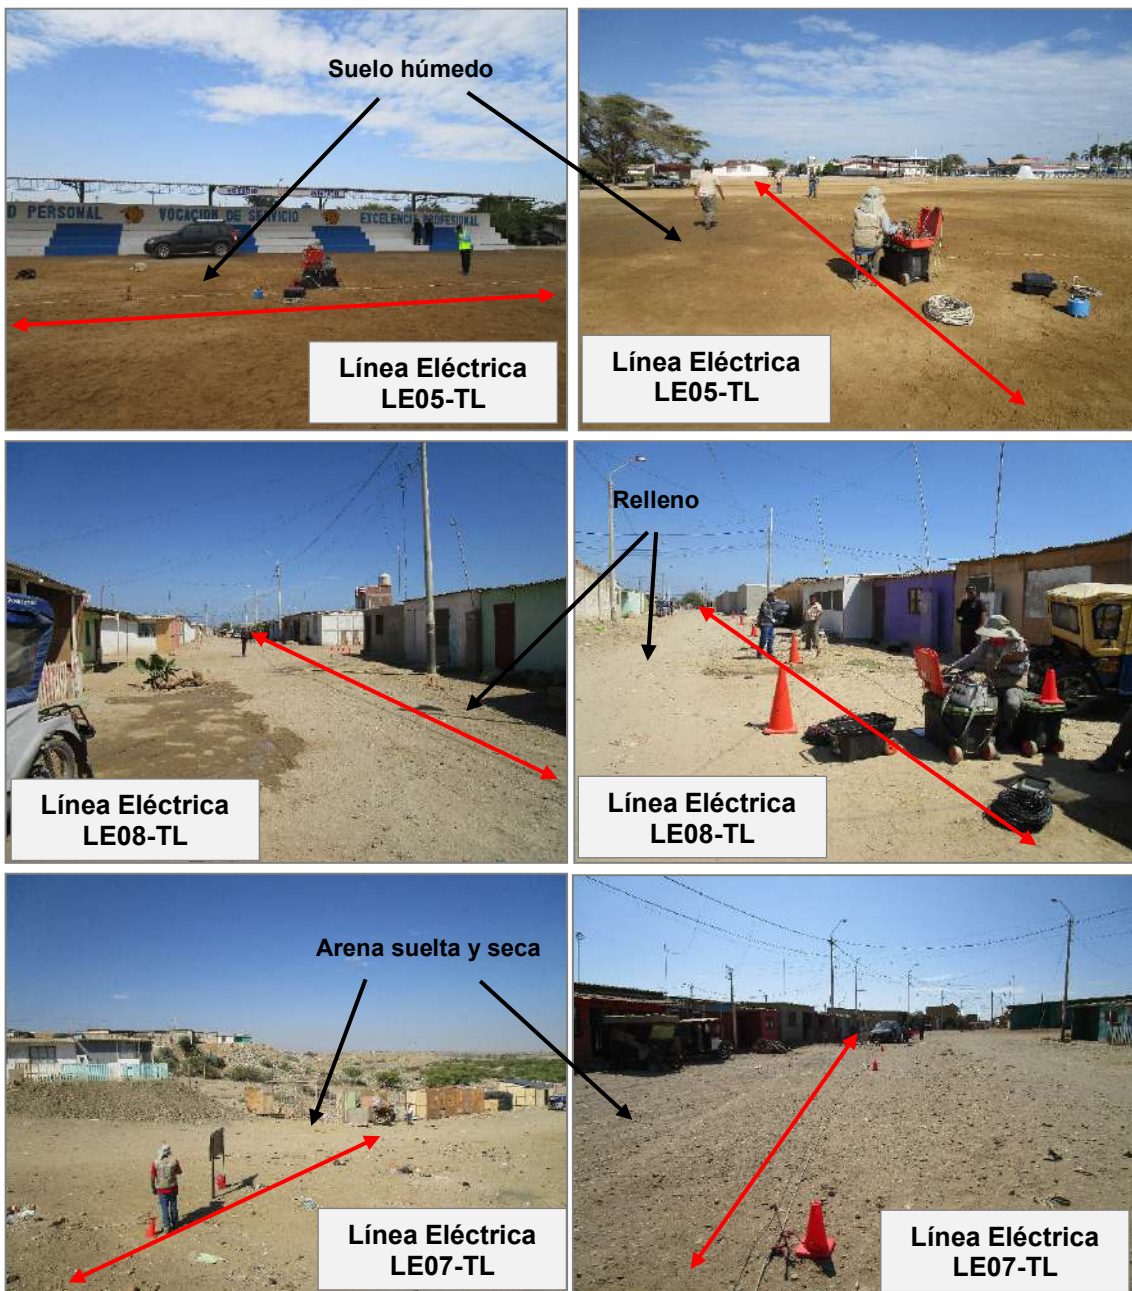 Suelo húmedo
D PERSONAL VOCACION DE SERVICIO EXCELENCIA PROFESIONAL
Línea Eléctrica
LE05-TL
Línea Eléctrica
LE05-TL
Relleno
Línea Eléctrica
LE08-TL
Línea Eléctrica
LE08-TL
Arena suelta y seca
Línea Eléctrica
LE07-TL
Línea Eléctrica
LE07-TL